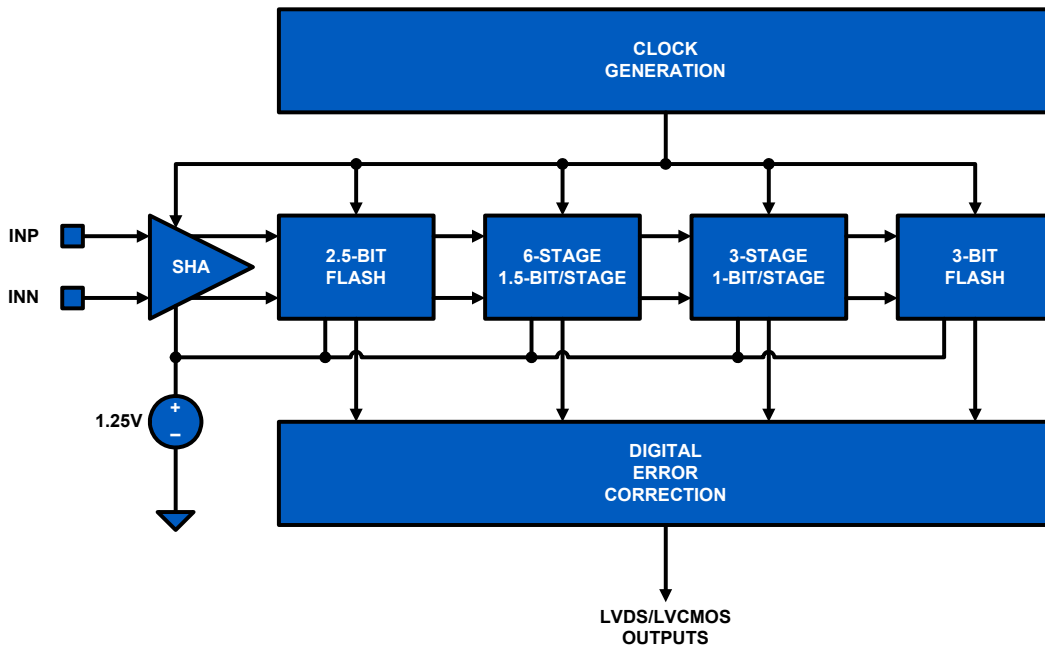 CLOCK
GENERATION
INP
INN
SHA
2.5-BIT
FLASH
6-STAGE
1.5-BIT/STAGE
3-STAGE
1-BIT/STAGE
3-BIT
FLASH
1.25V
+
–
DIGITAL
ERROR
CORRECTION
LVDS/LVCMOS
OUTPUTS